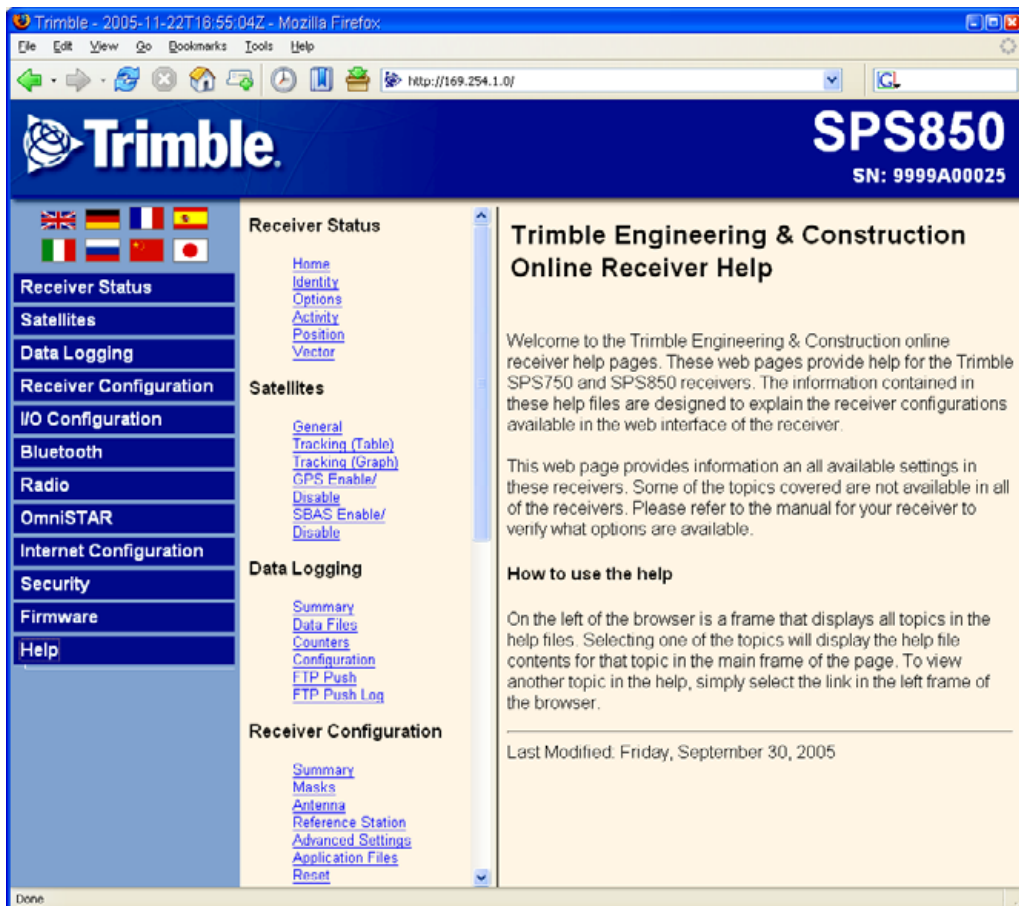 Trimble - 2005-11-22T18:55:04Z - Mozilla Firefox
File Edit View Go Bookmarks Tools Help
http://169.254.1.0/
G
Trimble.
SPS850
SN: 9999A00025
Receiver Status
Satellites
Data Logging
Receiver Configuration
I/O Configuration
Bluetooth
Radio
OmniSTAR
Internet Configuration
Security
Firmware
Help
Receiver Status
Home
Identity
Options
Activity
Position
Vector
Satellites
General
Tracking (Table)
Tracking (Graph)
GPS Enable/
Disable
SBAS Enable/
Disable
Data Logging
Summary
Data Files
Counters
Configuration
FTP Push
FTP Push Log
Receiver Configuration
Summary
Masks
Antenna
Reference Station
Advanced Settings
Application Files
Reset
Trimble Engineering & Construction
Online Receiver Help
Welcome to the Trimble Engineering & Construction online
receiver help pages. These web pages provide help for the Trimble
SPS750 and SPS850 receivers. The information contained in
these help files are designed to explain the receiver configurations
available in the web interface of the receiver.
This web page provides information an all available settings in
these receivers. Some of the topics covered are not available in all
of the receivers. Please refer to the manual for your receiver to
verify what options are available.
How to use the help
On the left of the browser is a frame that displays all topics in the
help files. Selecting one of the topics will display the help file
contents for that topic in the main frame of the page. To view
another topic in the help, simply select the link in the left frame of
the browser.
Last Modified: Friday, September 30, 2005
Done